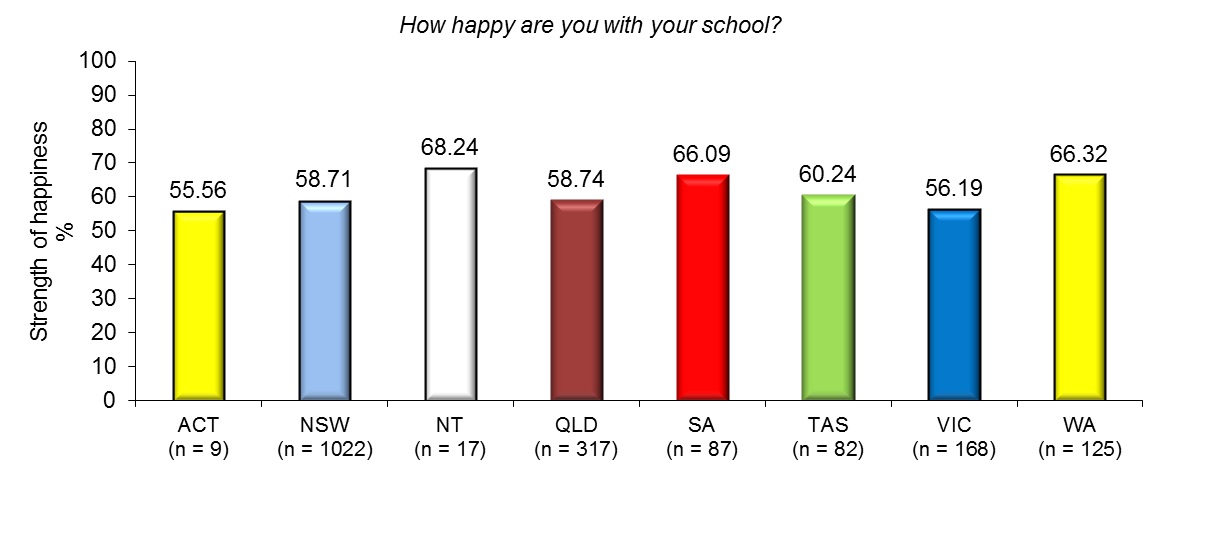 How happy are you with your school?
Strength of happiness
%
100
90
80
70
60
50
40
30
20
10
0
55.56
58.71
68.24
58.74
66.09
60.24
56.19
66.32
ACT
(n = 9)
NSW
(n = 1022)
NT
(n = 17)
QLD
(n = 317)
SA
(n = 87)
TAS
(n = 82)
VIC
(n = 168)
WA
(n = 125)